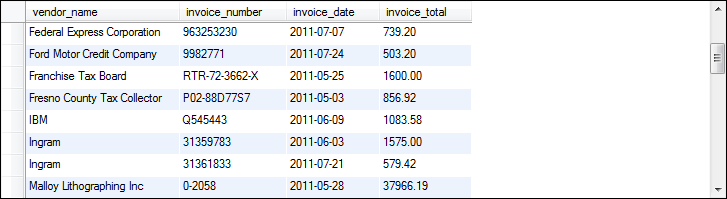 vendor_name invoice_number invoice_date invoice_total
Federal Express Corporation 963253230 2011-07-07 739.20
Ford Motor Credit Company 9982771 2011-07-24 503.20
Franchise Tax Board RTR-72-3662-X 2011-05-25 1600.00
Fresno County Tax Collector P02-88D77S7 2011-05-03 856.92
IBM Q545443 2011-06-09 1083.58
Ingram 31359783 2011-06-03 1575.00
Ingram 31361833 2011-07-21 579.42
Malloy Lithographing Inc 0-2058 2011-05-28 37966.19